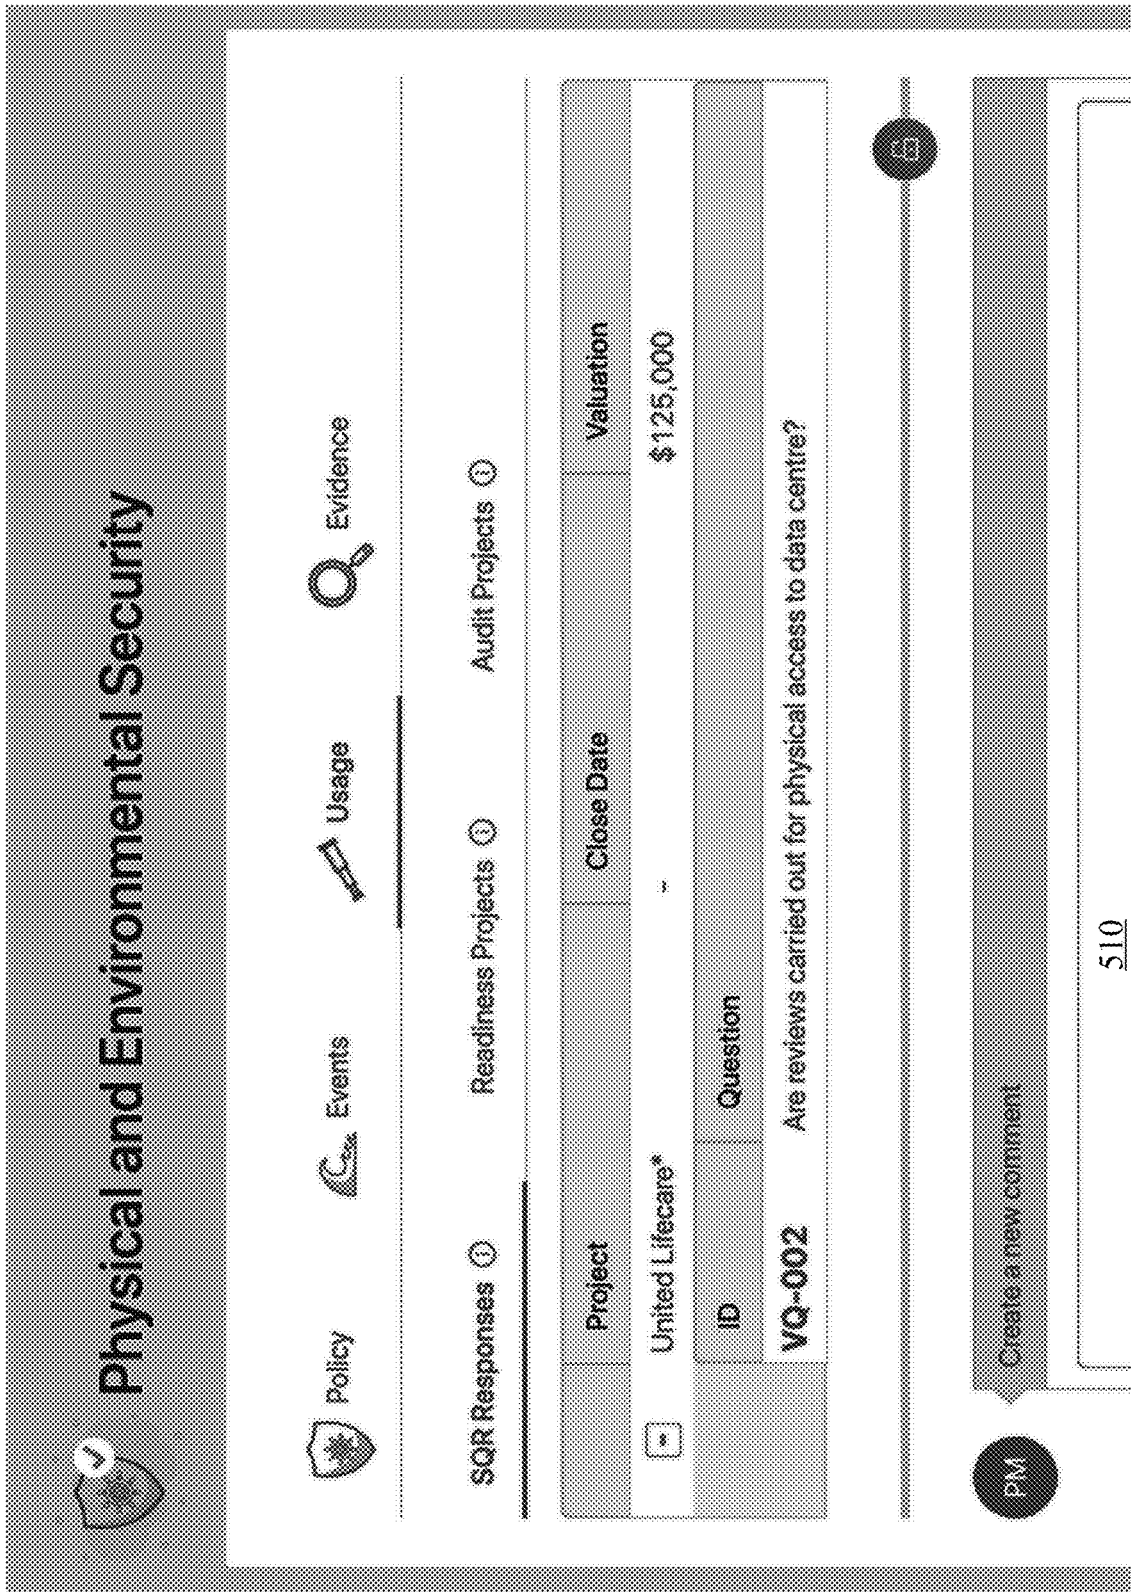 Physical and Environmental Security
Policy Events Usage Evidence
SQR Responses Readiness Projects Audit Projects
Project Close Date Valuation
United Lifecare* - $125,000
ID Question
VQ-002 Are reviews carried out for physical access to data centre?
PM Create a new comment
510